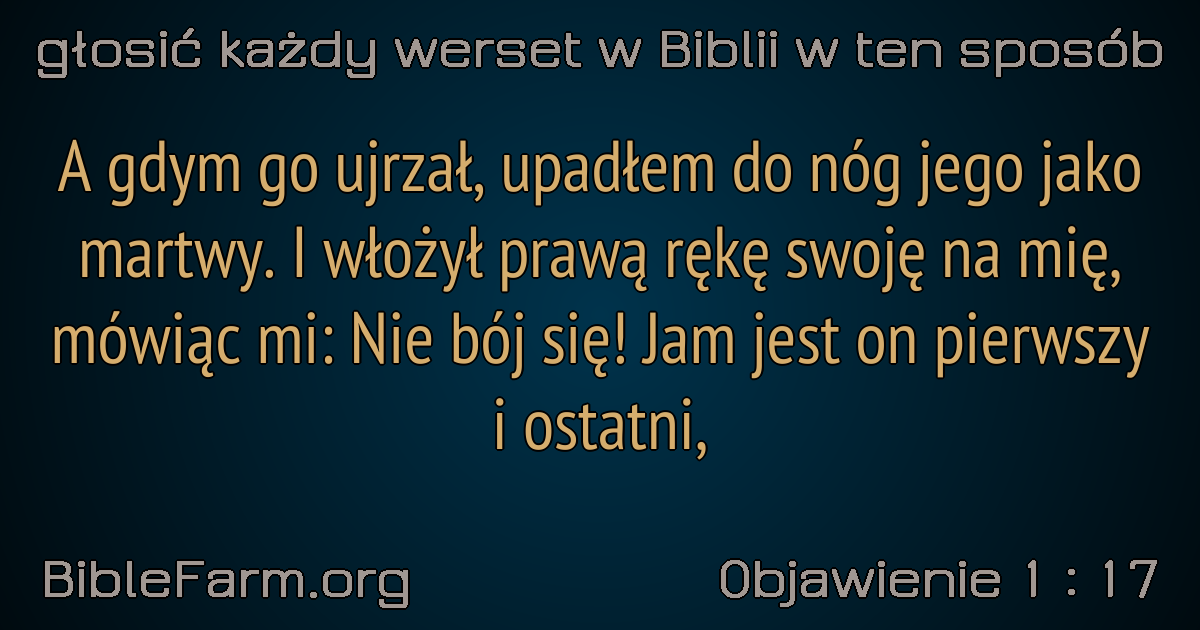 głosić każdy werset w Biblii w ten sposób
A gdym go ujrzał, upadłem do nóg jego jako
martwy. I włożył prawą rękę swoję na mię,
mówiąc mi: Nie bój się! Jam jest on pierwszy
i ostatni,
BibleFarm.org
Objawienie 1 : 17